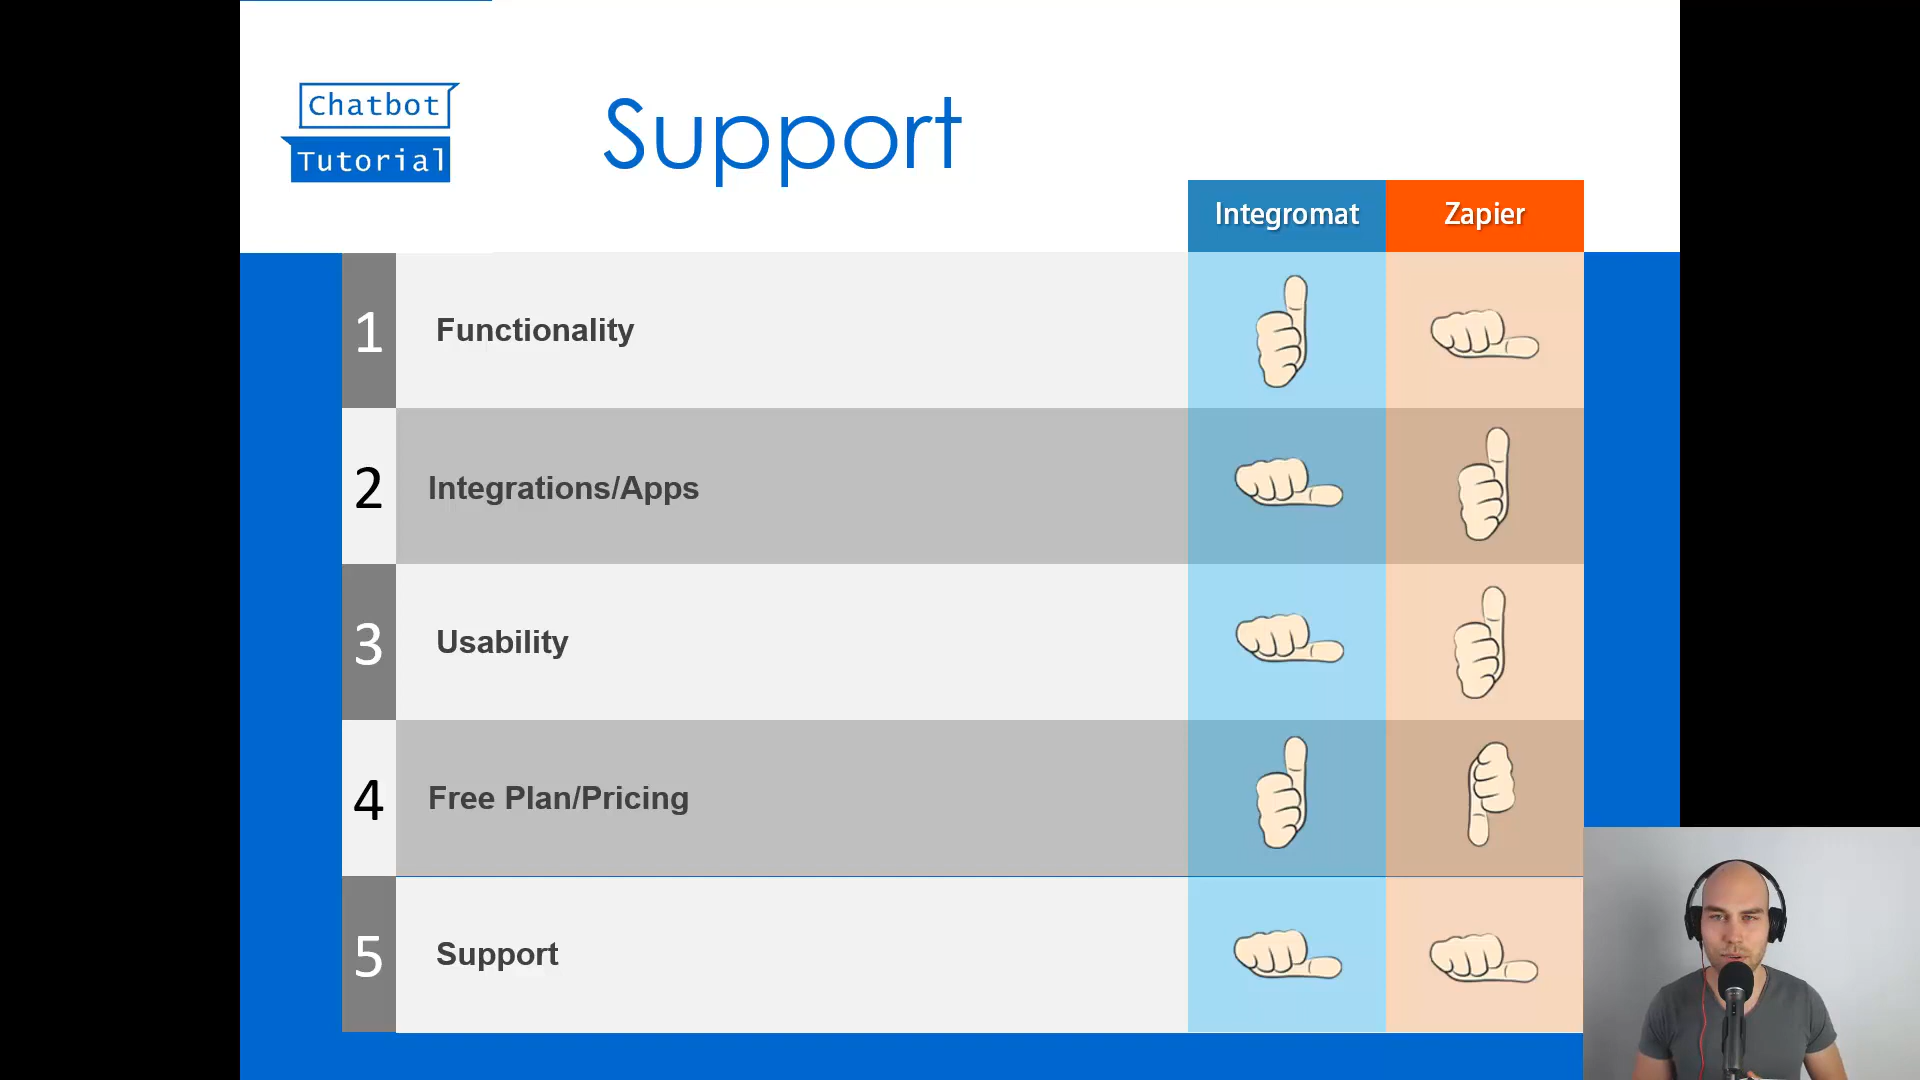 Chatbot
Tutorial
Support
Integromat
Zapier
1
Functionality
2
Integrations/Apps
3
Usability
4
Free Plan/Pricing
5
Support